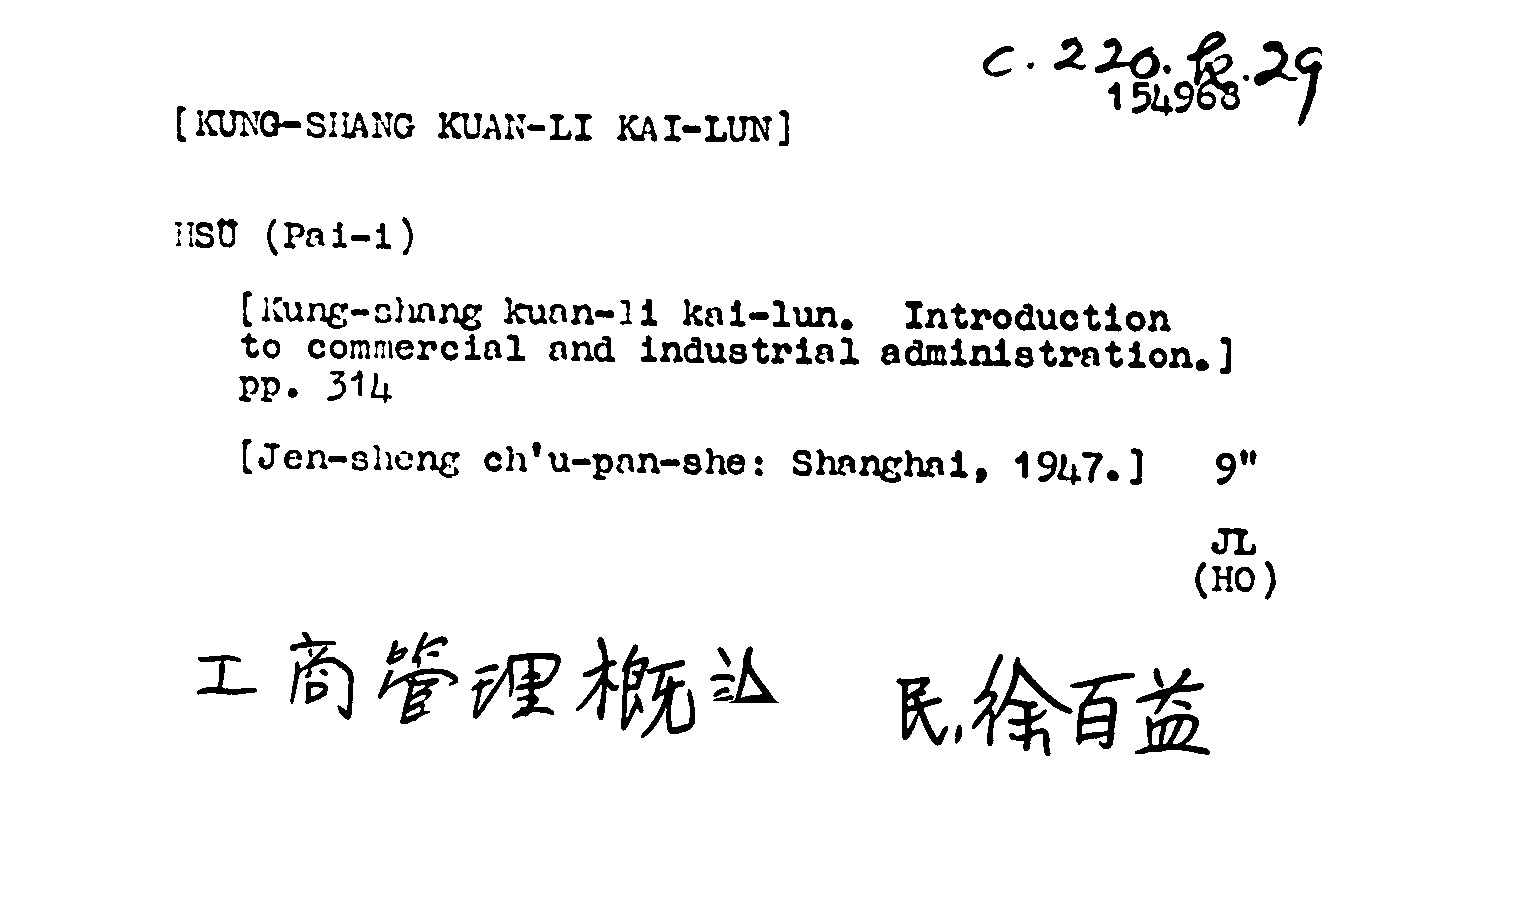 c. 220. k. 29
154968
[KUNG-SHANG KUAN-LI KAI-LUN]
HSÜ (Pai-i)
[Kung-shang kuan-li kai-lun. Introduction
to commercial and industrial administration.]
pp. 314
[Jen-sheng ch'u-pan-she: Shanghai, 1947.] 9"
JL
(HO)
工商管理概論 民,徐百益